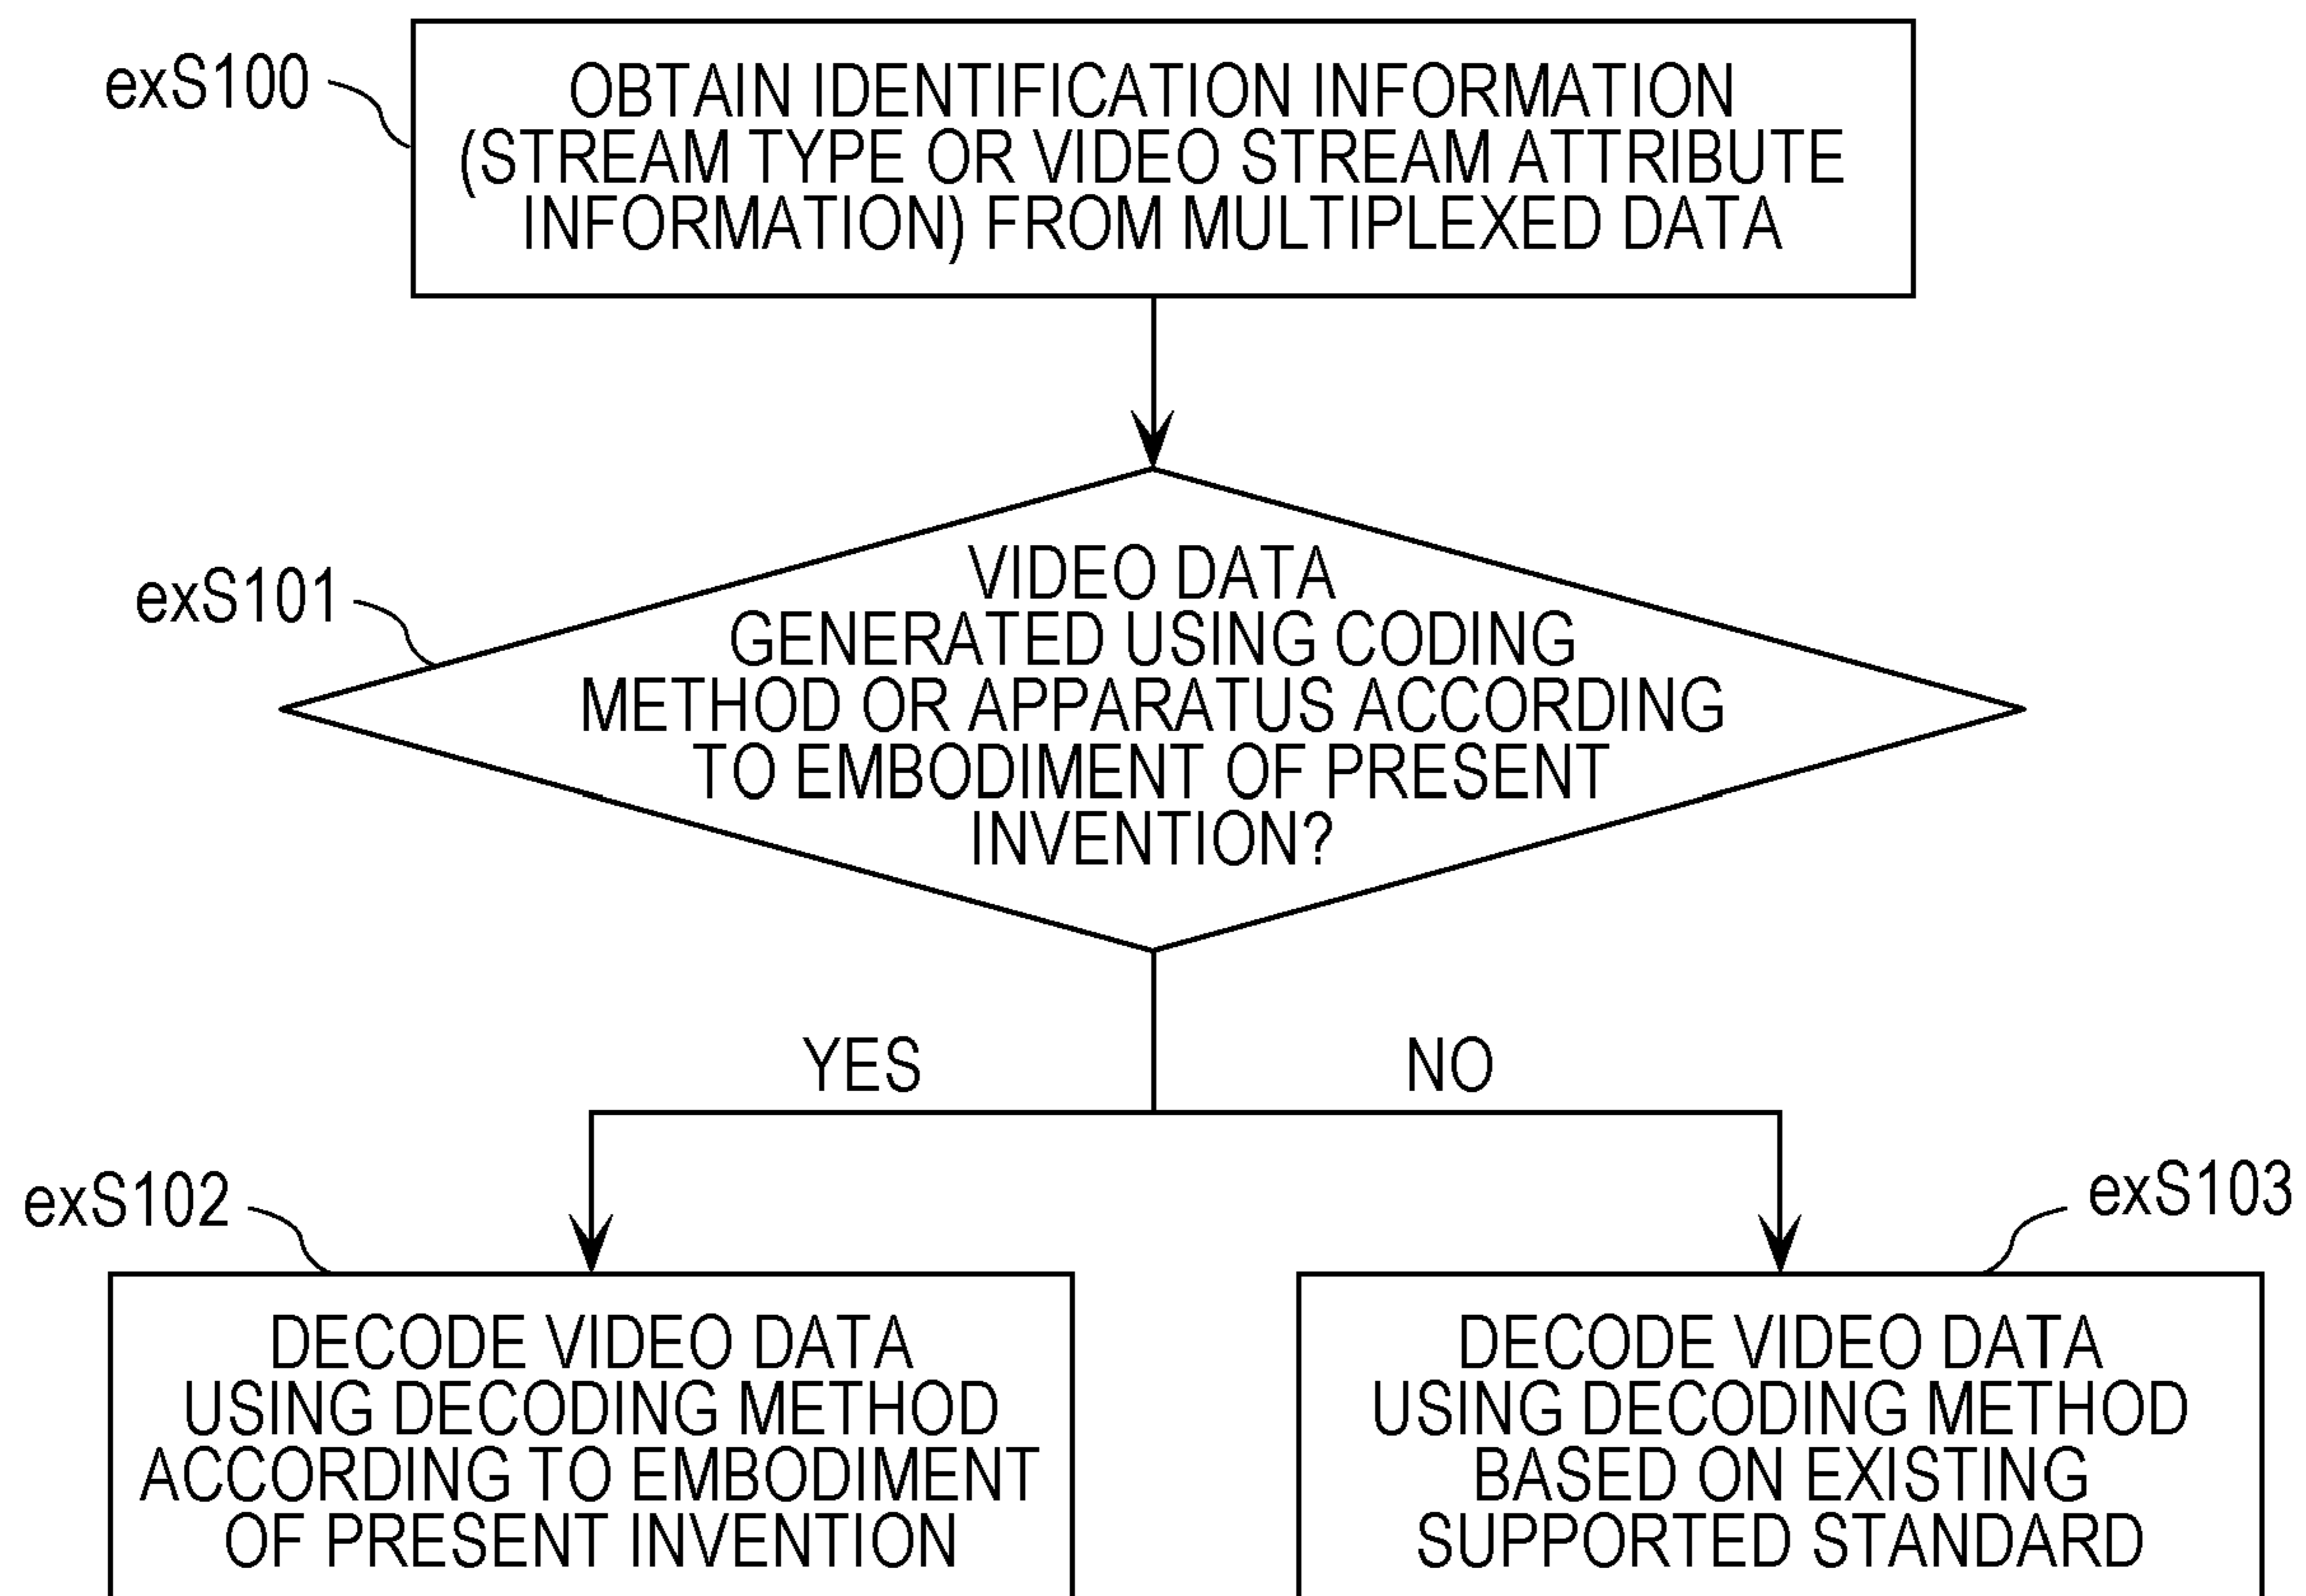 exS100
OBTAIN IDENTIFICATION INFORMATION
(STREAM TYPE OR VIDEO STREAM ATTRIBUTE
INFORMATION) FROM MULTIPLEXED DATA
exS101
VIDEO DATA
GENERATED USING CODING
METHOD OR APPARATUS ACCORDING
TO EMBODIMENT OF PRESENT
INVENTION?
YES
NO
exS102
DECODE VIDEO DATA
USING DECODING METHOD
ACCORDING TO EMBODIMENT
OF PRESENT INVENTION
exS103
DECODE VIDEO DATA
USING DECODING METHOD
BASED ON EXISTING
SUPPORTED STANDARD